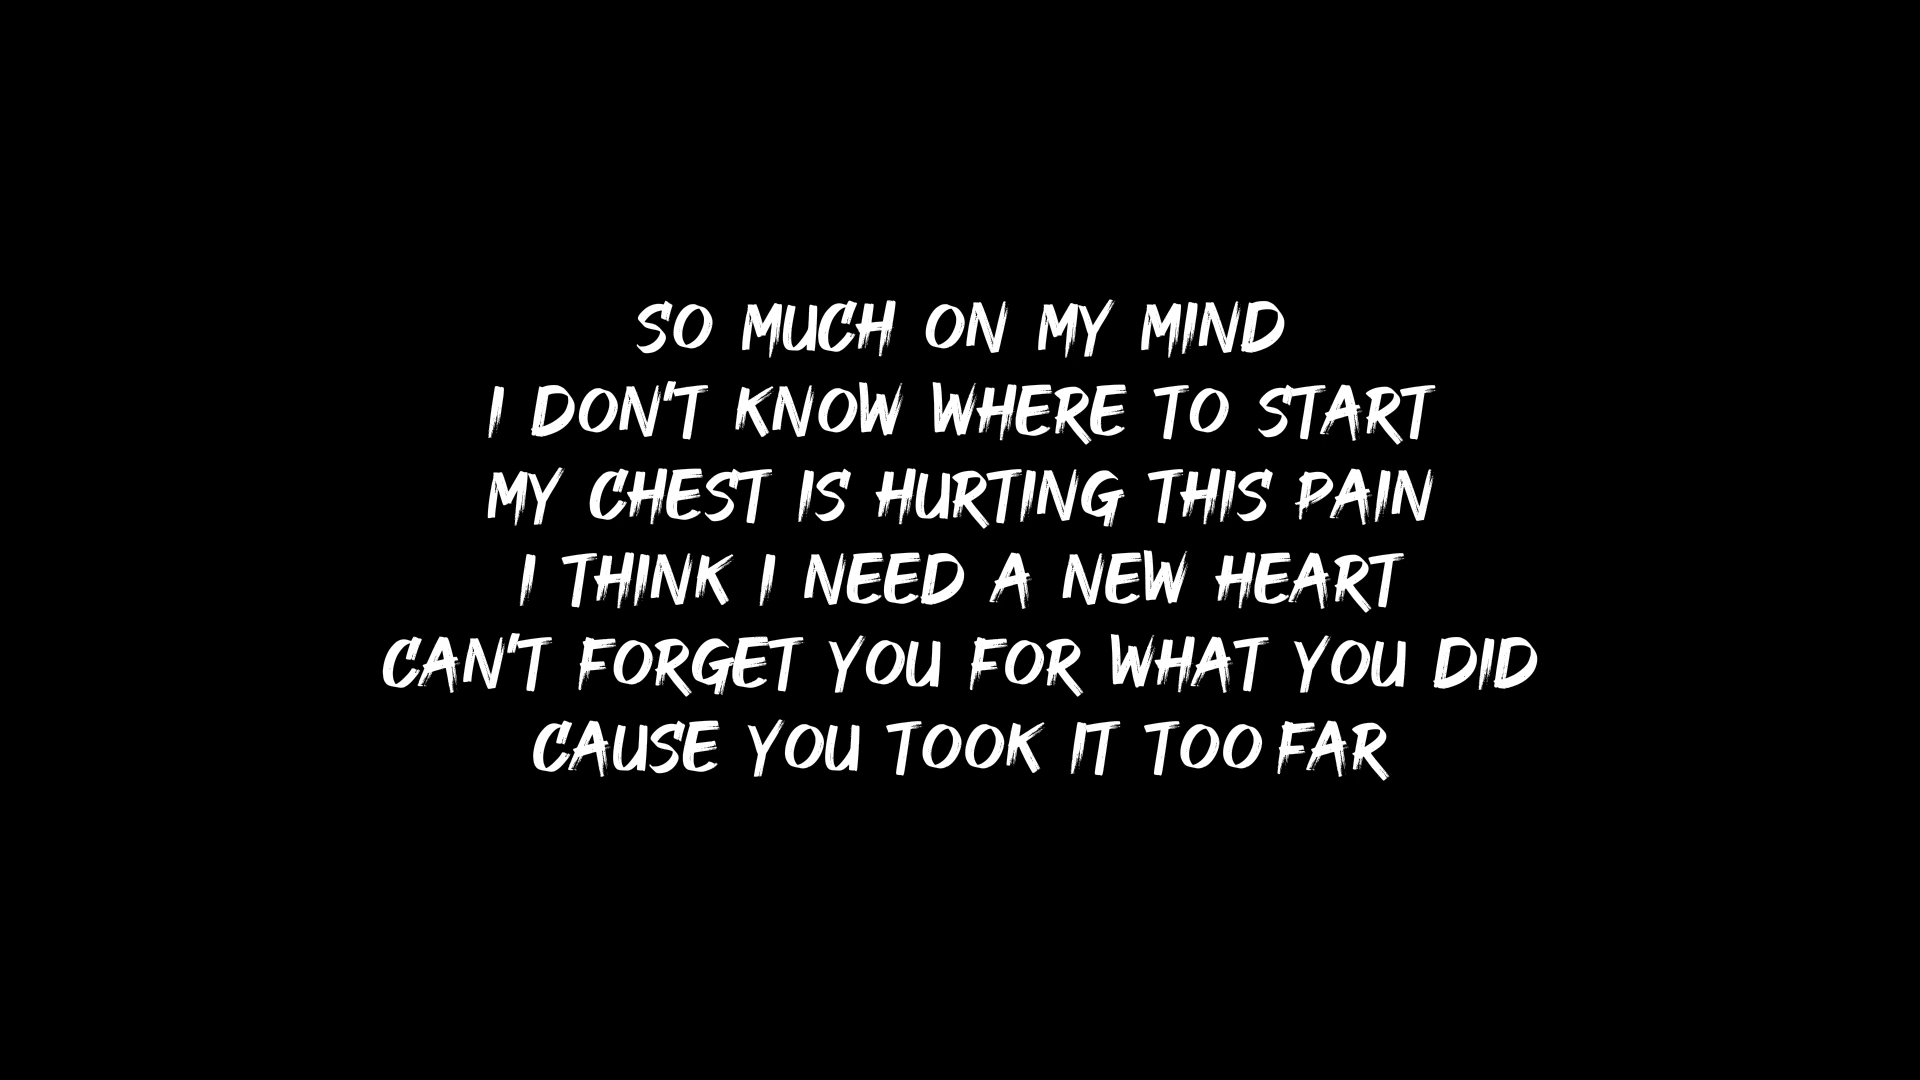 SO MUCH ON MY MIND
I DON'T KNOW WHERE TO START
MY CHEST IS HURTING THIS PAIN
I THINK I NEED A NEW HEART
CAN'T FORGET YOU FOR WHAT YOU DID
CAUSE YOU TOOK IT TOO FAR